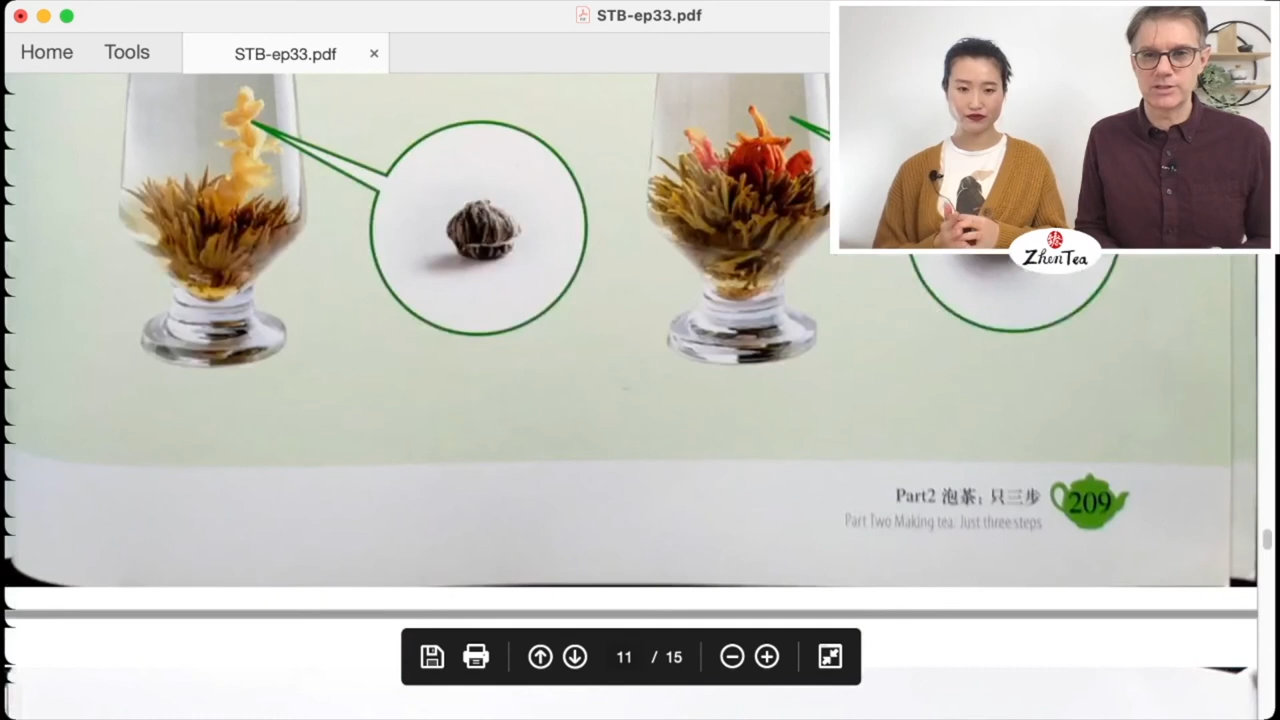 STB-ep33.pdf
Home
Tools
STB-ep33.pdf
ZhenTea
Part2 泡茶：只三步
209
Part Two Making tea. Just three steps
11 / 15